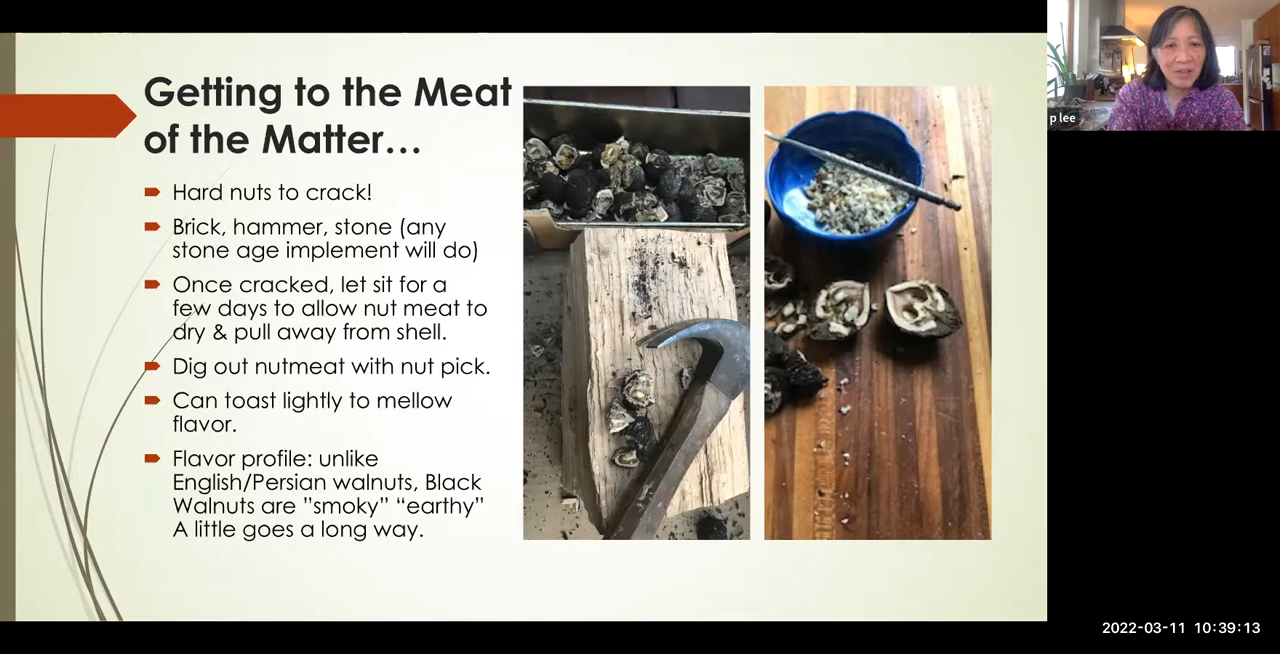 Getting to the Meat
of the Matter...
Hard nuts to crack!
Brick, hammer, stone (any
stone age implement will do)
Once cracked, let sit for a
few days to allow nut meat to
dry & pull away from shell.
Dig out nutmeat with nut pick.
Can toast lightly to mellow
flavor.
Flavor profile: unlike
English/Persian walnuts, Black
Walnuts are ”smoky” “earthy”
A little goes a long way.
p lee
2022-03-11 10:39:13